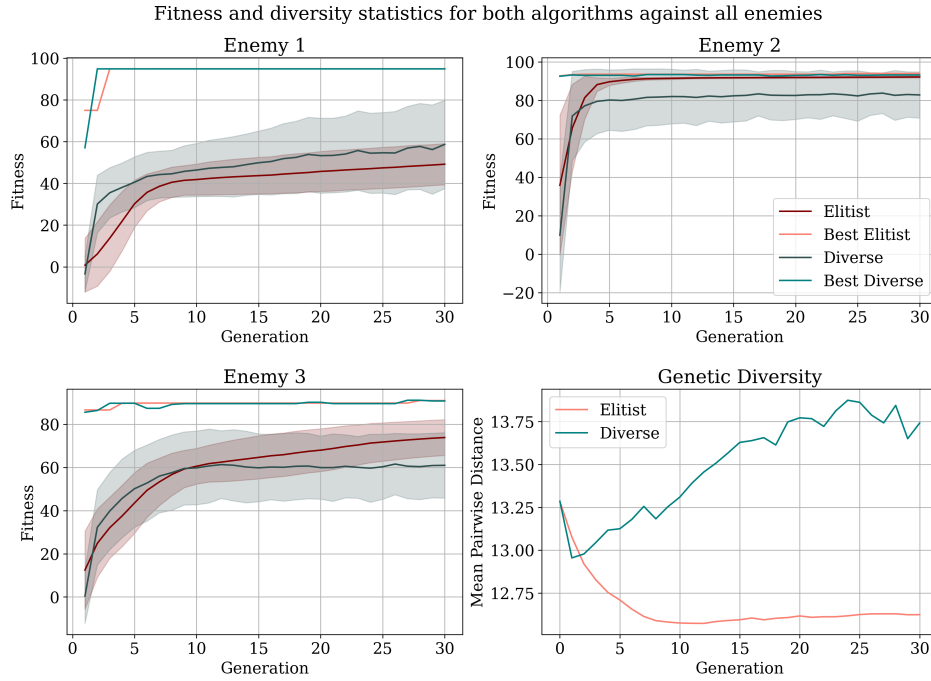 Fitness and diversity statistics for both algorithms against all enemies
Enemy 1
100
80
60
40
20
0
Fitness
0 5 10 15 20 25 30
Generation
Enemy 2
100
80
60
40
20
0
−20
Fitness
Elitist
Best Elitist
Diverse
Best Diverse
0 5 10 15 20 25 30
Generation
Enemy 3
80
60
40
20
0
Fitness
0 5 10 15 20 25 30
Generation
Genetic Diversity
Elitist
Diverse
13.75
13.50
13.25
13.00
12.75
Mean Pairwise Distance
0 5 10 15 20 25 30
Generation